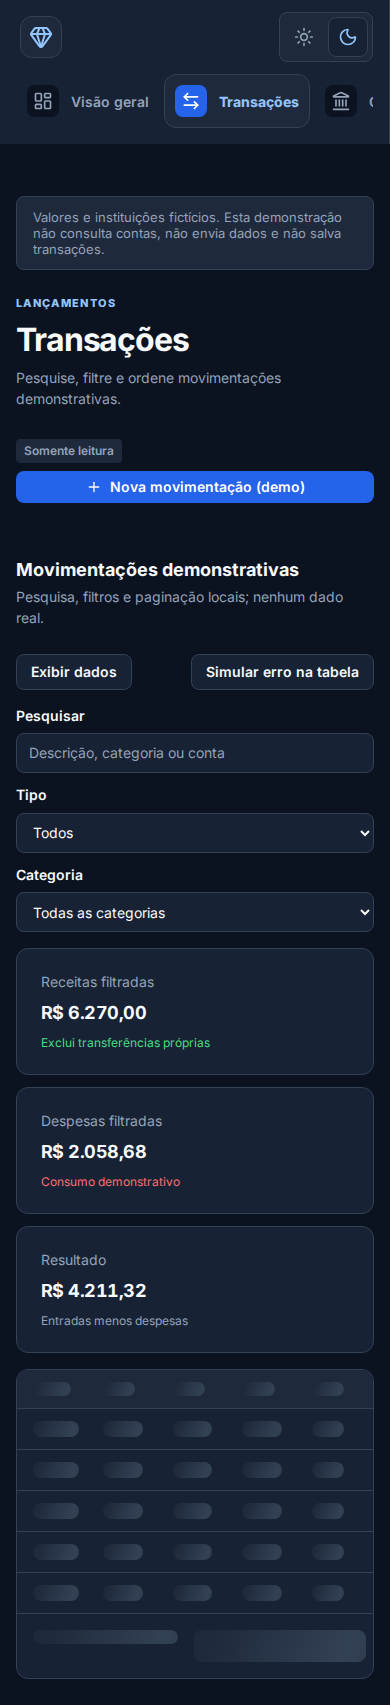 Visão geral
Transações
Valores e instituições fictícios. Esta demonstração
não consulta contas, não envia dados e não salva
transações.
LANÇAMENTOS
Transações
Pesquise, filtre e ordene movimentações
demonstrativas.
Somente leitura
Nova movimentação (demo)
Movimentações demonstrativas
Pesquisa, filtros e paginação locais; nenhum dado
real.
Exibir dados
Simular erro na tabela
Pesquisar
Descrição, categoria ou conta
Tipo
Todos
Categoria
Todas as categorias
Receitas filtradas
R$ 6.270,00
Exclui transferências próprias
Despesas filtradas
R$ 2.058,68
Consumo demonstrativo
Resultado
R$ 4.211,32
Entradas menos despesas